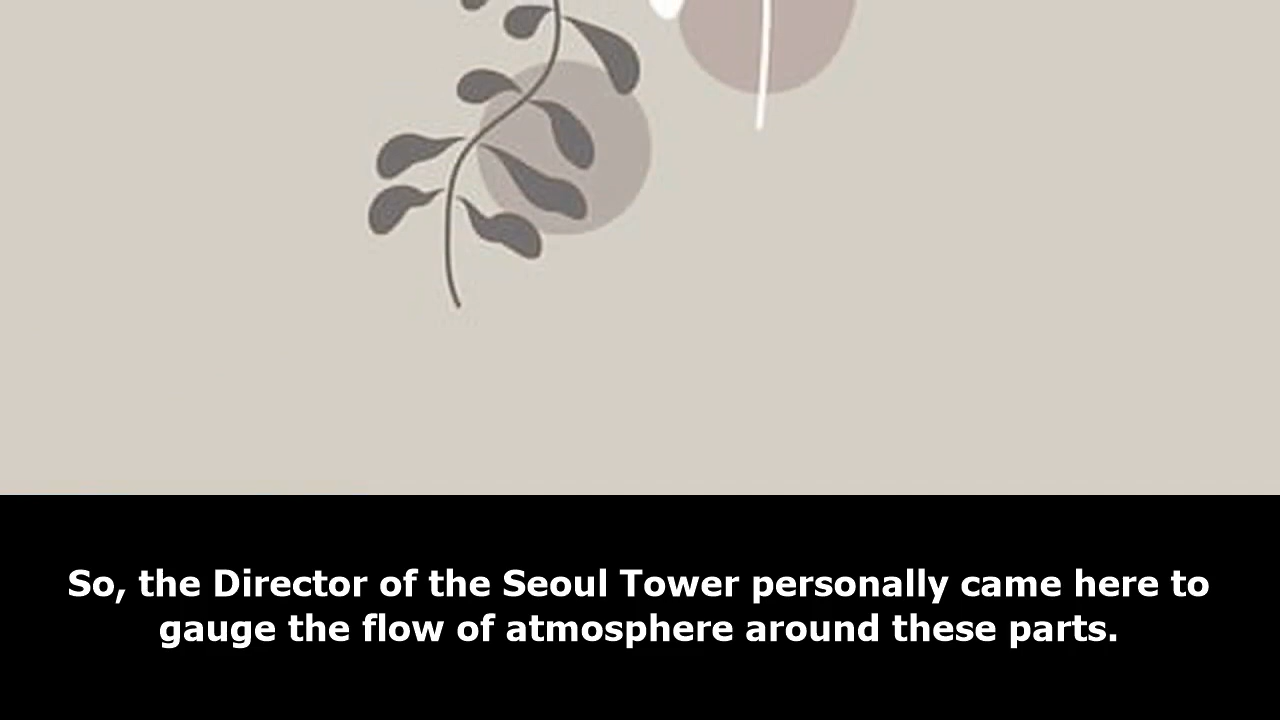 So, the Director of the Seoul Tower personally came here to
gauge the flow of atmosphere around these parts.